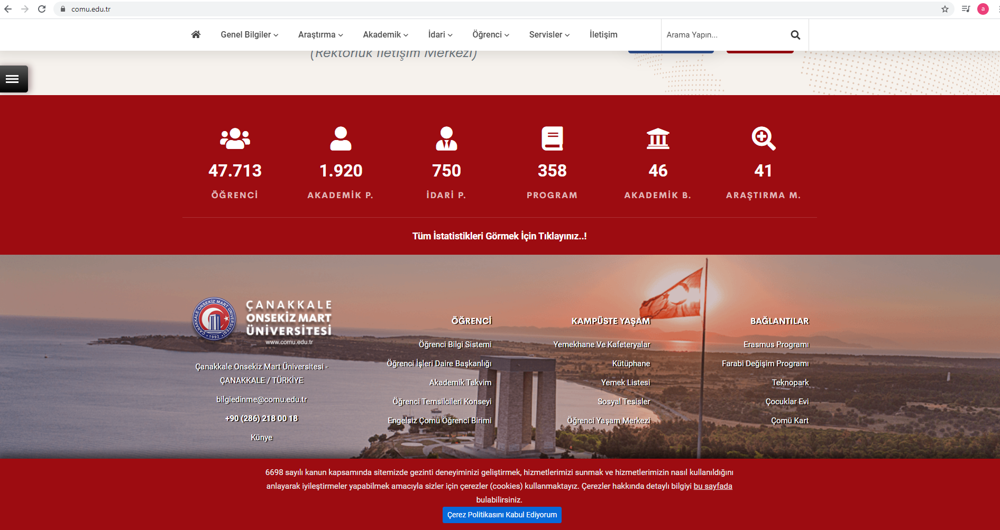 comu.edu.tr
a
Genel Bilgiler Araştırma Akademik İdari Öğrenci Servisler İletişim Arama Yapın...
(Rektörlük İletişim Merkezi)
47.713 1.920 750 358 46 41
ÖĞRENCİ AKADEMİK P. İDARİ P. PROGRAM AKADEMİK B. ARAŞTIRMA M.
Tüm İstatistikleri Görmek İçin Tıklayınız..!
ÇANAKKALE ONSEKİZ MART ÜNİVERSİTESİ
• 1992 •
ÇANAKKALE
ONSEKİZ MART
ÜNİVERSİTESİ
www.comu.edu.tr
Çanakkale Onsekiz Mart Üniversitesi -
ÇANAKKALE / TÜRKİYE
bilgiedinme@comu.edu.tr
+90 (286) 218 00 18
Künye
ÖĞRENCİ
Öğrenci Bilgi Sistemi
Öğrenci İşleri Daire Başkanlığı
Akademik Takvim
Öğrenci Temsilcileri Konseyi
Engelsiz Çomü Öğrenci Birimi
KAMPÜSTE YAŞAM
Yemekhane Ve Kafeteryalar
Kütüphane
Yemek Listesi
Sosyal Tesisler
Öğrenci Yaşam Merkezi
BAĞLANTILAR
Erasmus Programı
Farabi Değişim Programı
Teknopark
Çocuklar Evi
Çomü Kart
6698 sayılı kanun kapsamında sitemizde gezinti deneyiminizi geliştirmek, hizmetlerimizi sunmak ve hizmetlerimizin nasıl kullanıldığını
anlayarak iyileştirmeler yapabilmek amacıyla sizler için çerezler (cookies) kullanmaktayız. Çerezler hakkında detaylı bilgiyi bu sayfada
bulabilirsiniz.
Çerez Politikasını Kabul Ediyorum